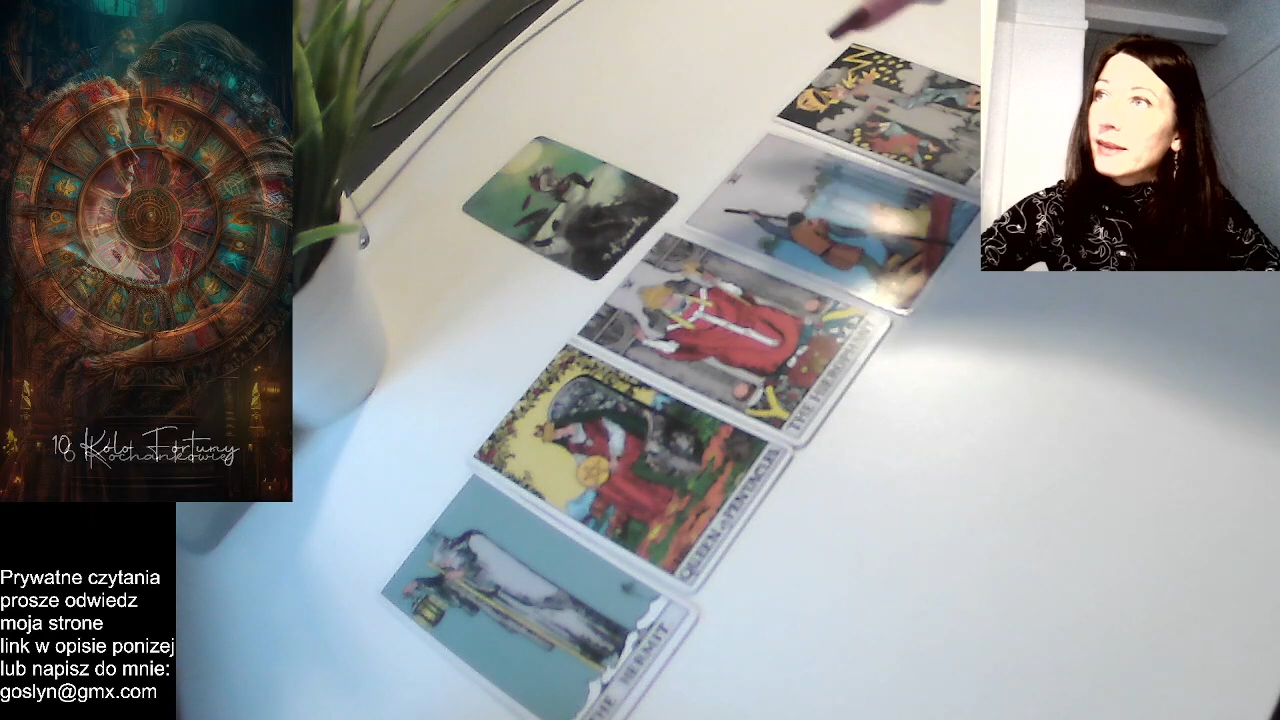 10 Koło Fortuny
Kochankowie
THE HIEROPHANT
QUEEN of PENTACLES
THE HERMIT
Prywatne czytania
prosze odwiedz
moja strone
link w opisie ponizej
lub napisz do mnie:
goslyn@gmx.com